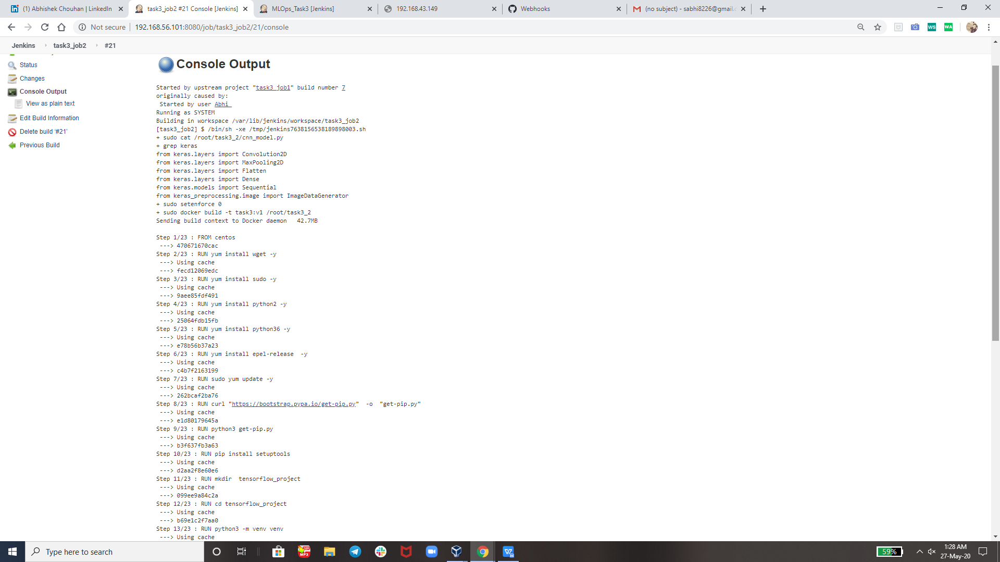 (1) Abhishek Chouhan | LinkedIn
task3_job2 #21 Console [Jenkins]
MLOps_Task3 [Jenkins]
192.168.43.149
Webhooks
(no subject) - sabhi8226@gmail.c
Not secure
192.168.56.101:8080/job/task3_job2/21/console
WS
WA
Jenkins
task3_job2
#21
Status
Changes
Console Output
View as plain text
Edit Build Information
Delete build '#21'
Previous Build
Console Output
Started by upstream project "task3_job1" build number 7
originally caused by:
Started by user Abhi_
Running as SYSTEM
Building in workspace /var/lib/jenkins/workspace/task3_job2
[task3_job2] $ /bin/sh -xe /tmp/jenkins7638156538189898003.sh
+ sudo cat /root/task3_2/cnn_model.py
+ grep keras
from keras.layers import Convolution2D
from keras.layers import MaxPooling2D
from keras.layers import Flatten
from keras.layers import Dense
from keras.models import Sequential
from keras_preprocessing.image import ImageDataGenerator
+ sudo setenforce 0
+ sudo docker build -t task3:v1 /root/task3_2
Sending build context to Docker daemon   42.7MB
Step 1/23 : FROM centos
---> 470671670cac
Step 2/23 : RUN yum install wget -y
---> Using cache
---> fecd12069edc
Step 3/23 : RUN yum install sudo -y
---> Using cache
---> 9aee85fdf491
Step 4/23 : RUN yum install python2 -y
---> Using cache
---> 25064fdb15fb
Step 5/23 : RUN yum install python36 -y
---> Using cache
---> e78b56b37a23
Step 6/23 : RUN yum install epel-release  -y
---> Using cache
---> c4b7f2163199
Step 7/23 : RUN sudo yum update -y
---> Using cache
---> 262bcaf2ba76
Step 8/23 : RUN curl "https://bootstrap.pypa.io/get-pip.py"  -o  "get-pip.py"
---> Using cache
---> e1d80179645a
Step 9/23 : RUN python3 get-pip.py
---> Using cache
---> b3f637fb3a63
Step 10/23 : RUN pip install setuptools
---> Using cache
---> d2aa2f8e60e6
Step 11/23 : RUN mkdir  tensorflow_project
---> Using cache
---> 099ee9a84c2a
Step 12/23 : RUN cd tensorflow_project
---> Using cache
---> b69e1c2f7aa0
Step 13/23 : RUN python3 -m venv venv
---> Using cache
Type here to search
MP3
59%
1:28 AM
27-May-20